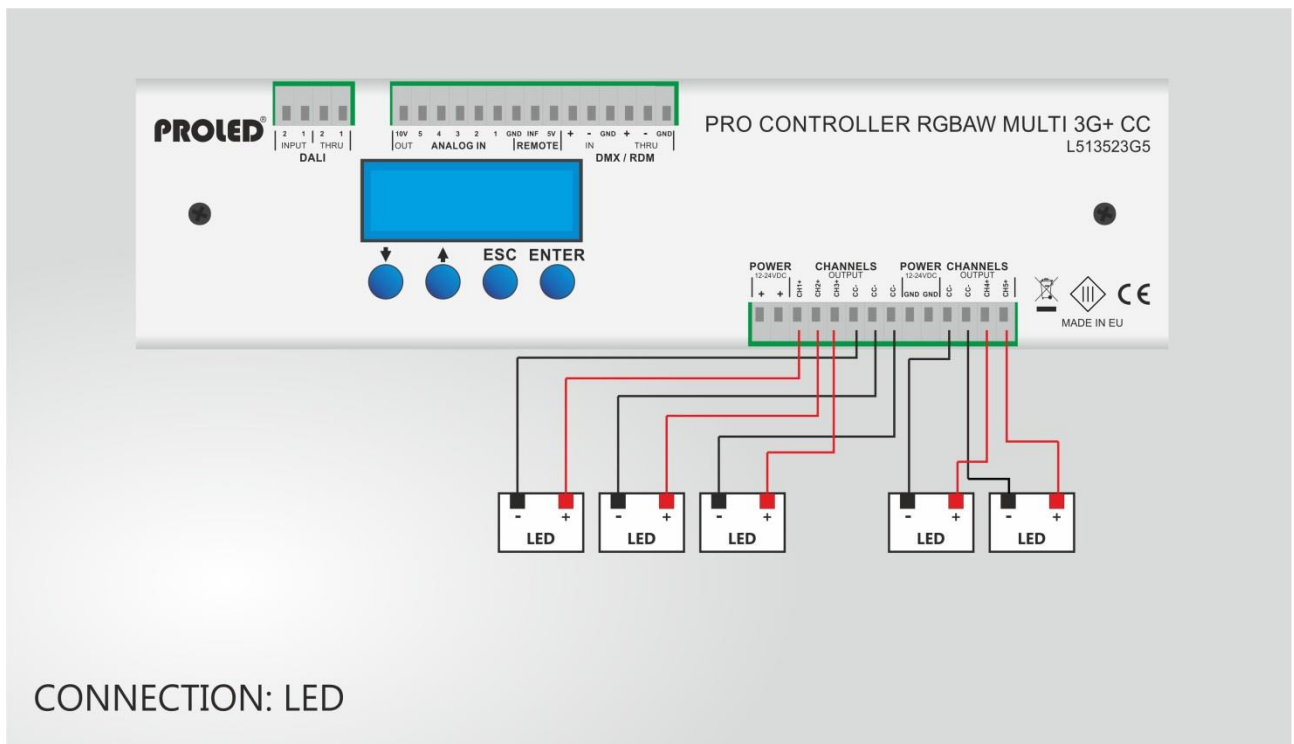 PROLED®
2 1 2 1
INPUT THRU
DALI
10V 5 4 3 2 1 GND INF 5V + - GND + - GND
OUT ANALOG IN REMOTE IN THRU
DMX / RDM
PRO CONTROLLER RGBAW MULTI 3G+ CC
L513523G5
ESC ENTER
POWER CHANNELS POWER CHANNELS
12-24VDC OUTPUT 12-24VDC OUTPUT
+ + CH1+ CH2+ CH3+ CC- CC- CC- GND GND CC- CC- CH4+ CH5+
III CE
MADE IN EU
- + - + - + - + - +
LED LED LED LED LED
CONNECTION: LED